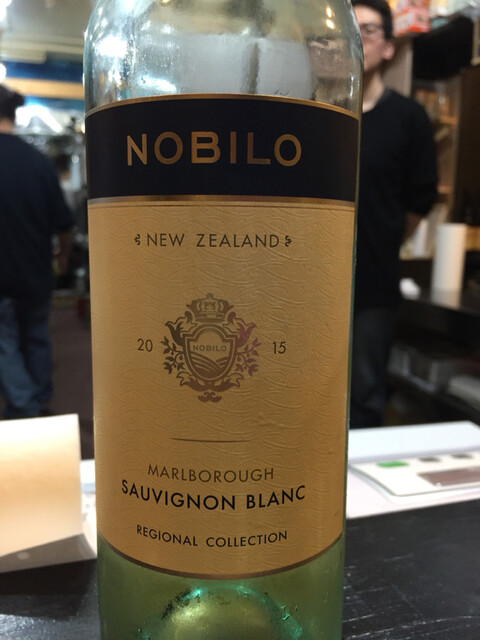 NOBILO
NEW ZEALAND
20 NOBILO 15
MARLBOROUGH
SAUVIGNON BLANC
REGIONAL COLLECTION